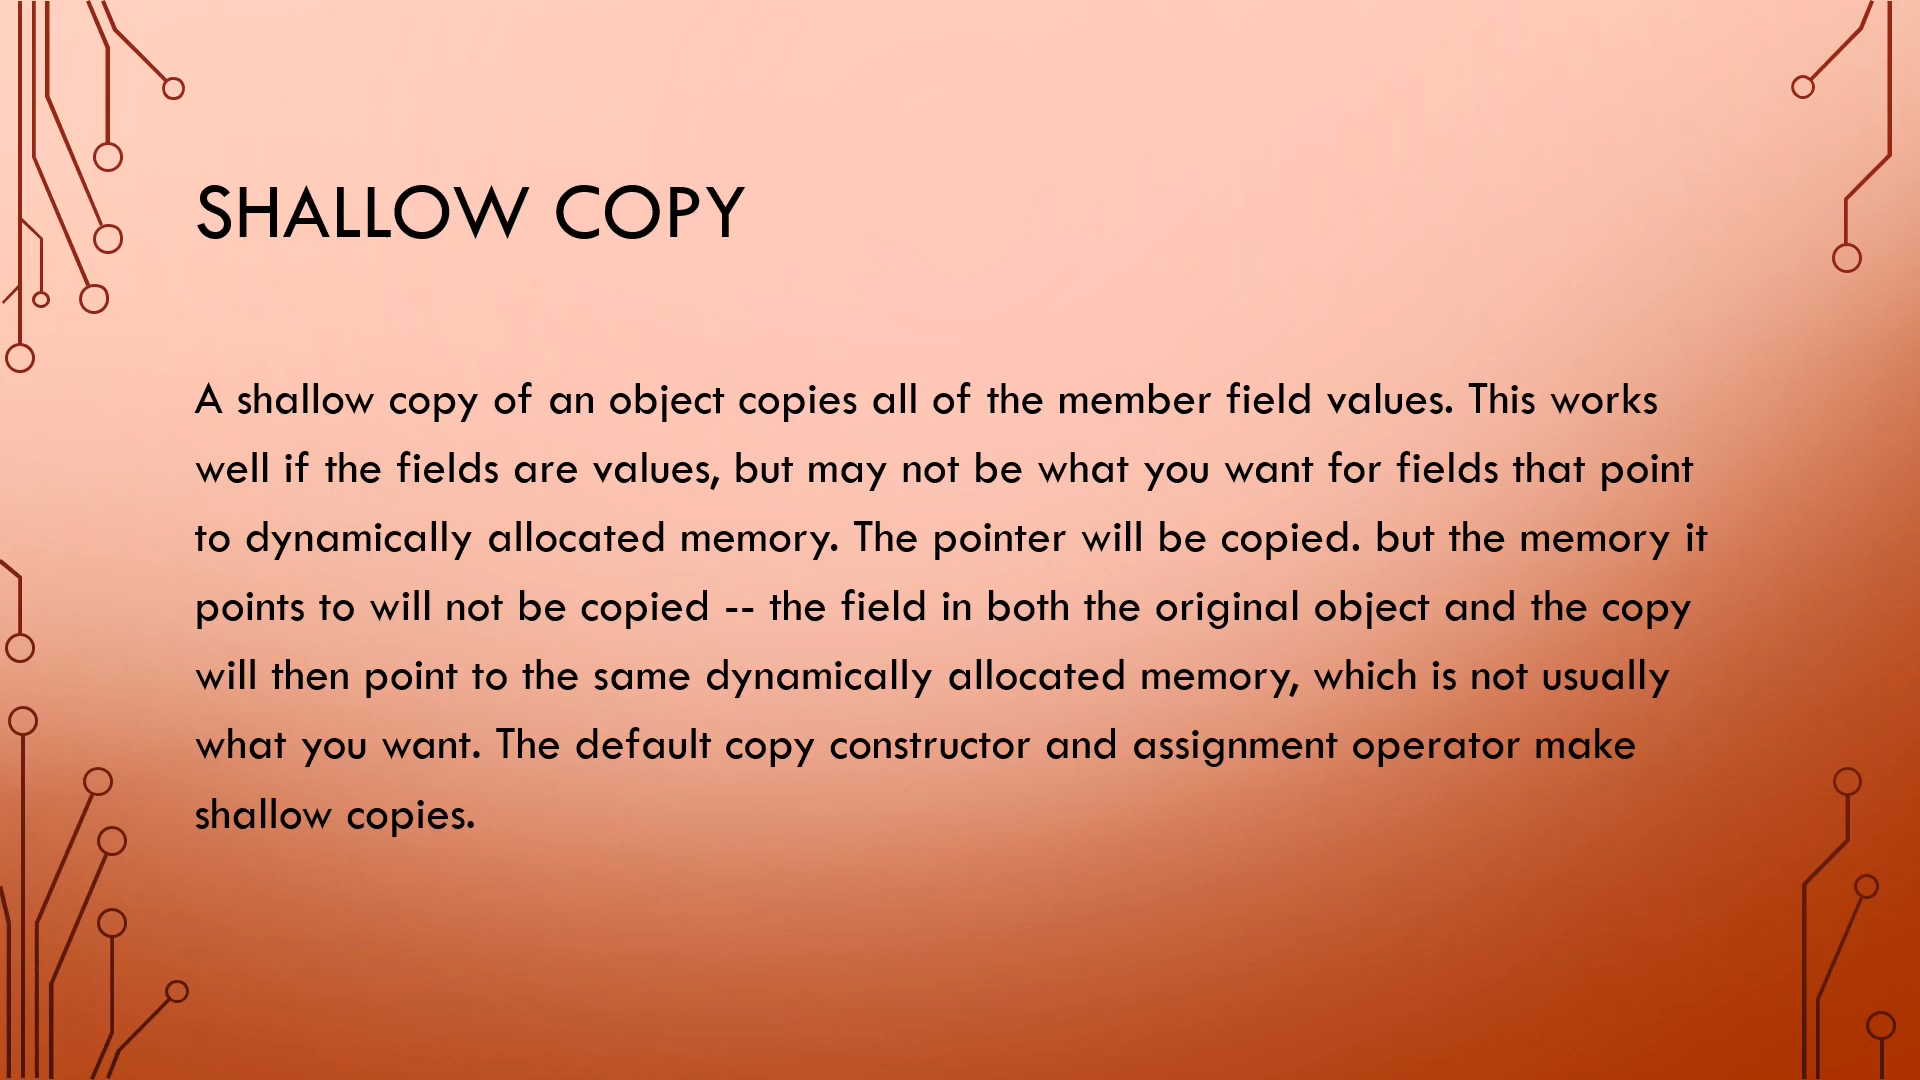 SHALLOW COPY
A shallow copy of an object copies all of the member field values. This works
well if the fields are values, but may not be what you want for fields that point
to dynamically allocated memory. The pointer will be copied. but the memory it
points to will not be copied -- the field in both the original object and the copy
will then point to the same dynamically allocated memory, which is not usually
what you want. The default copy constructor and assignment operator make
shallow copies.